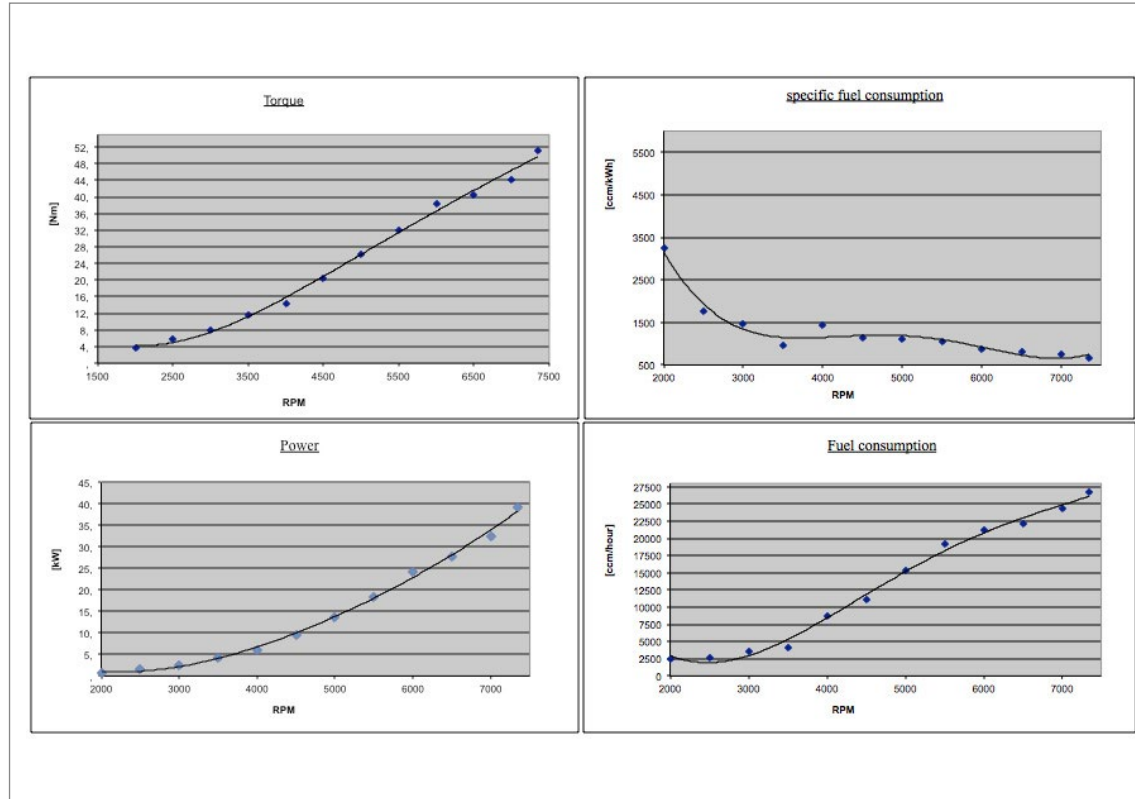 Torque
52,
48,
44,
40,
36,
32,
28,
24,
20,
16,
12,
8,
4,
,
[Nm]
1500 2500 3500 4500 5500 6500 7500
RPM
specific fuel consumption
5500
4500
3500
2500
1500
500
[ccm/kWh]
2000 3000 4000 5000 6000 7000
RPM
Power
45,
40,
35,
30,
25,
20,
15,
10,
5,
,
[kW]
2000 3000 4000 5000 6000 7000
RPM
Fuel consumption
27500
25000
22500
20000
17500
15000
12500
10000
7500
5000
2500
0
[ccm/hour]
2000 3000 4000 5000 6000 7000
RPM